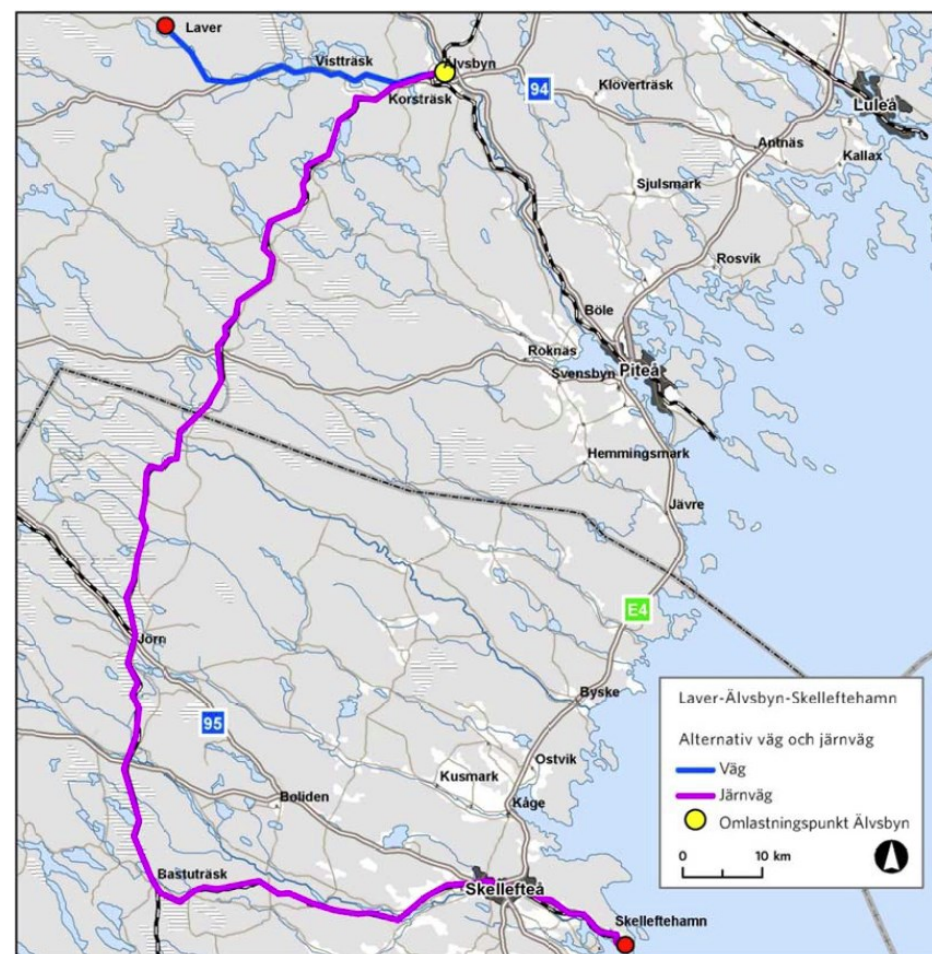 Laver
Vistträsk
Älvsbyn
Korsträsk
94
Klöverträsk
Luleå
Antnäs
Kallax
Sjulsmark
Rosvik
Böle
Roknäs
Piteå
Svensbyn
Hemmingsmark
Jävre
E4
Jörn
Byske
95
Ostvik
Kusmark
Boliden
Kåge
Bastuträsk
Skellefteå
Skelleftehamn
Laver-Älvsbyn-Skelleftehamn
Alternativ väg och järnväg
Väg
Järnväg
Omlastningspunkt Älvsbyn
0 10 km